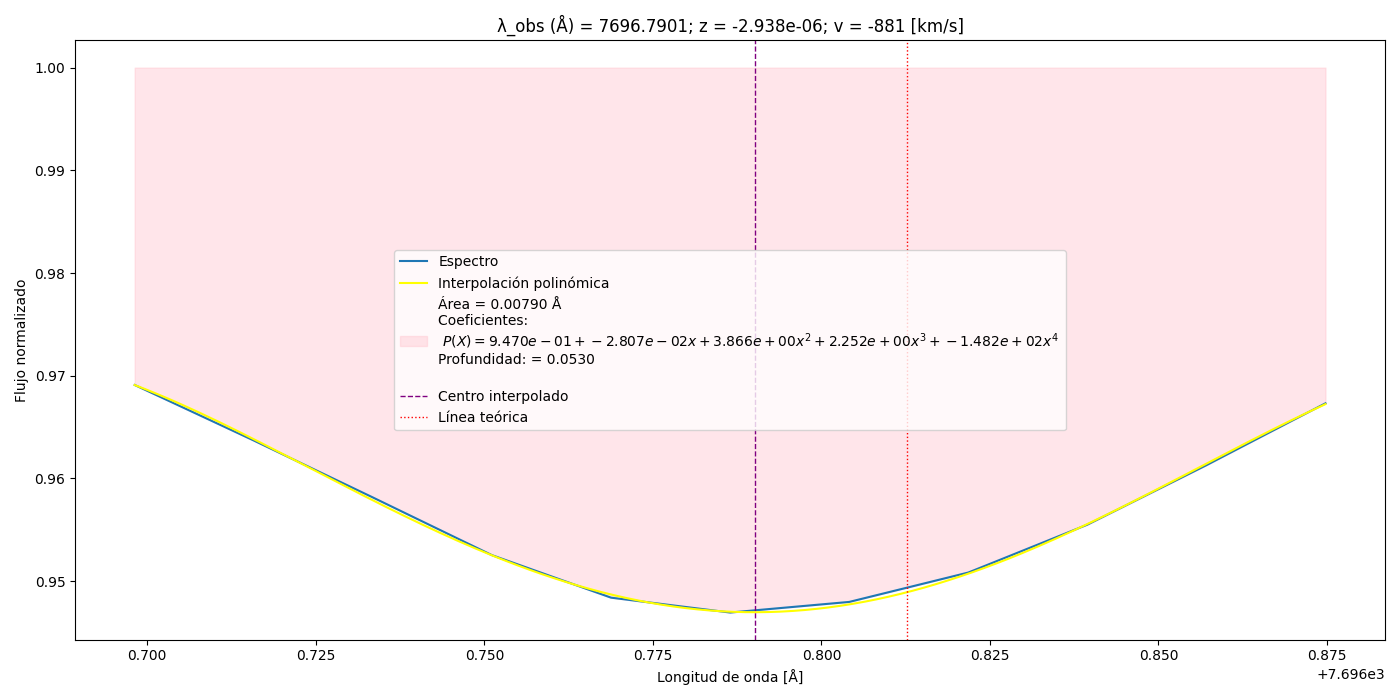 λ_obs (Å) = 7696.7901; z = -2.938e-06; v = -881 [km/s]
Flujo normalizado
1.00
0.99
0.98
0.97
0.96
0.95
Espectro
Interpolación polinómica
Área = 0.00790 Å
Coeficientes:
P(X) = 9.470e − 01 + −2.807e − 02x + 3.866e + 00x² + 2.252e + 00x³ + −1.482e + 02x⁴
Profundidad: = 0.0530
Centro interpolado
Línea teórica
0.700 0.725 0.750 0.775 0.800 0.825 0.850 0.875
Longitud de onda [Å]
+7.696e3